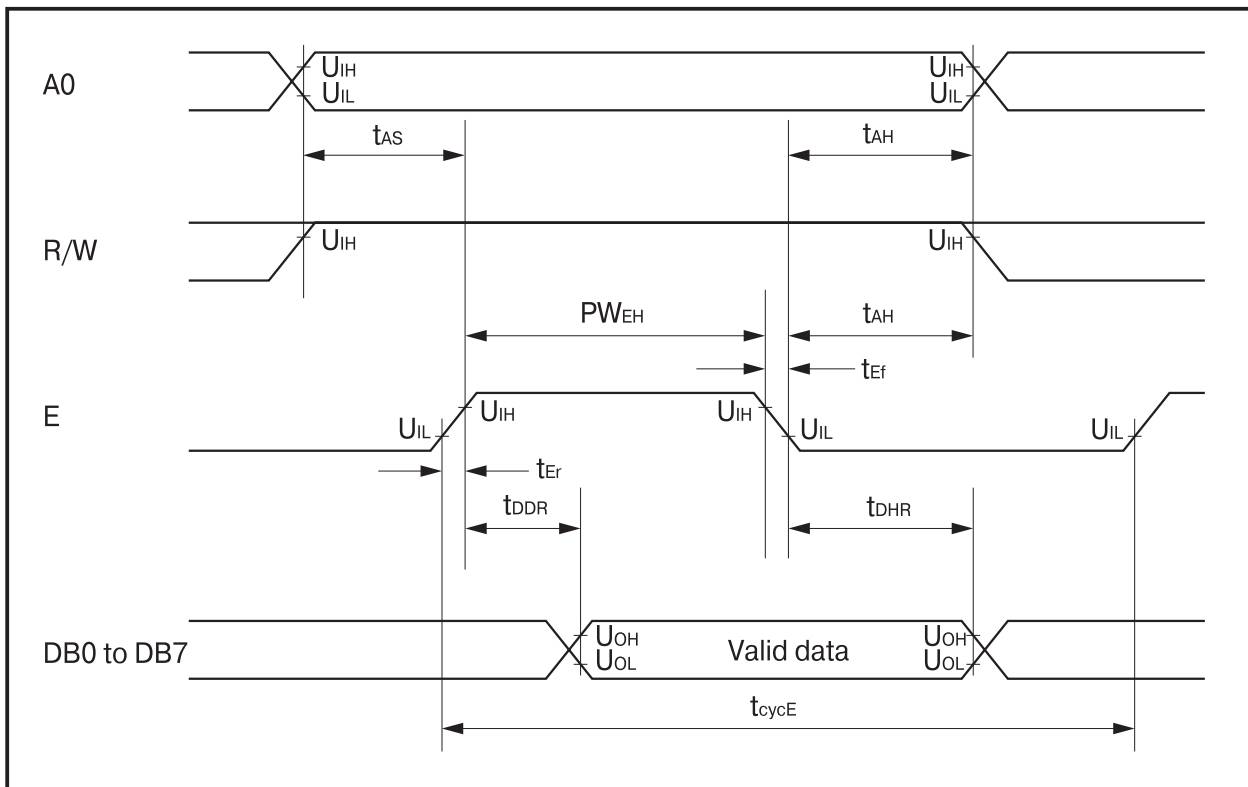 A0
UIH
UIL
UIH
UIL
tAS
tAH
R/W
UIH
UIH
PWEH
tAH
tEf
E
UIL
UIH
UIH
UIL
UIL
tEr
tDDR
tDHR
DB0 to DB7
UOH
UOL
Valid data
UOH
UOL
tcycE